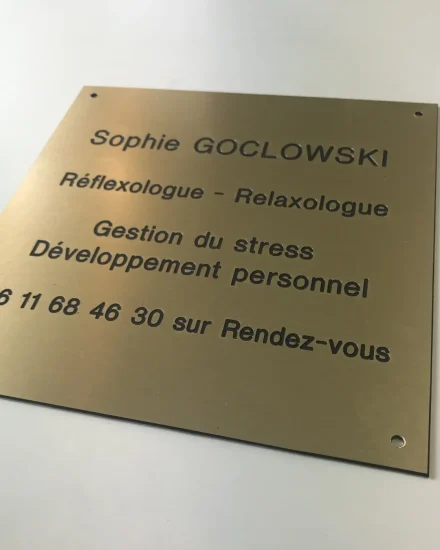 Sophie GOCLOWSKI
Réflexologue - Relaxologue
Gestion du stress
Développement personnel
6 11 68 46 30 sur Rendez-vous